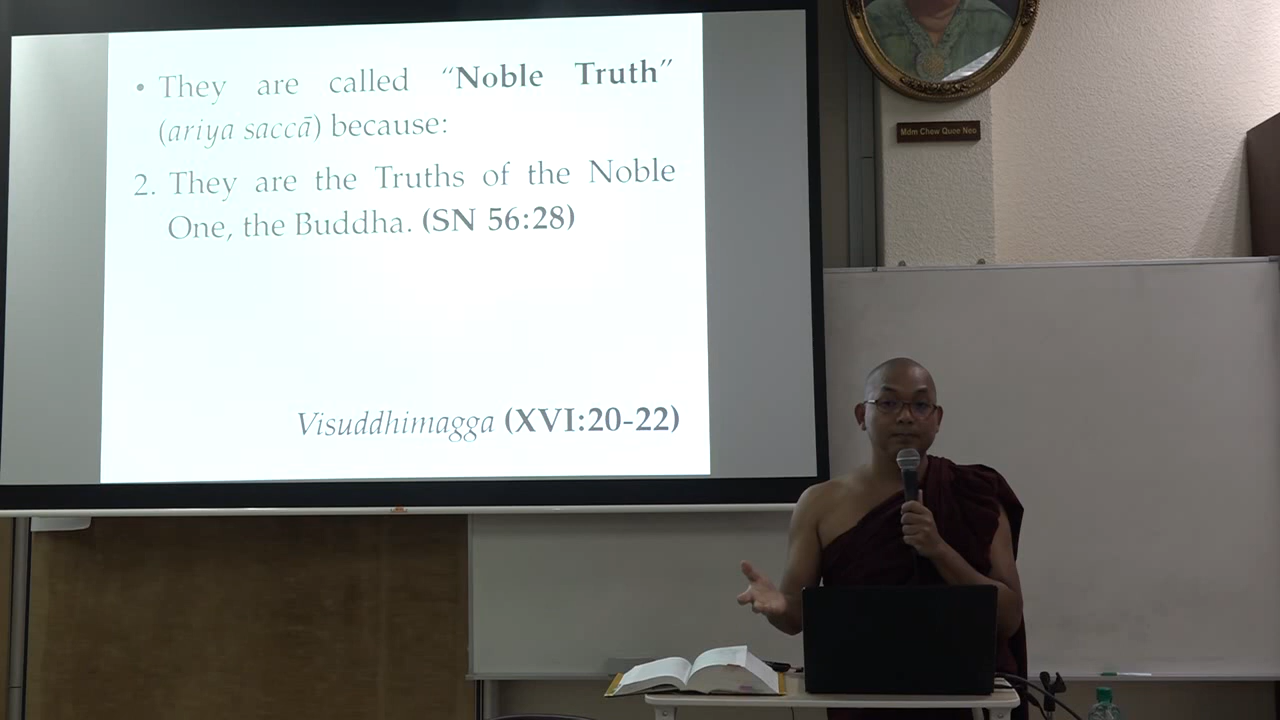 • They are called “Noble Truth”
(ariya saccā) because:
2. They are the Truths of the Noble
One, the Buddha. (SN 56:28)
Visuddhimagga (XVI:20-22)
Mdm Chow Quee Neo